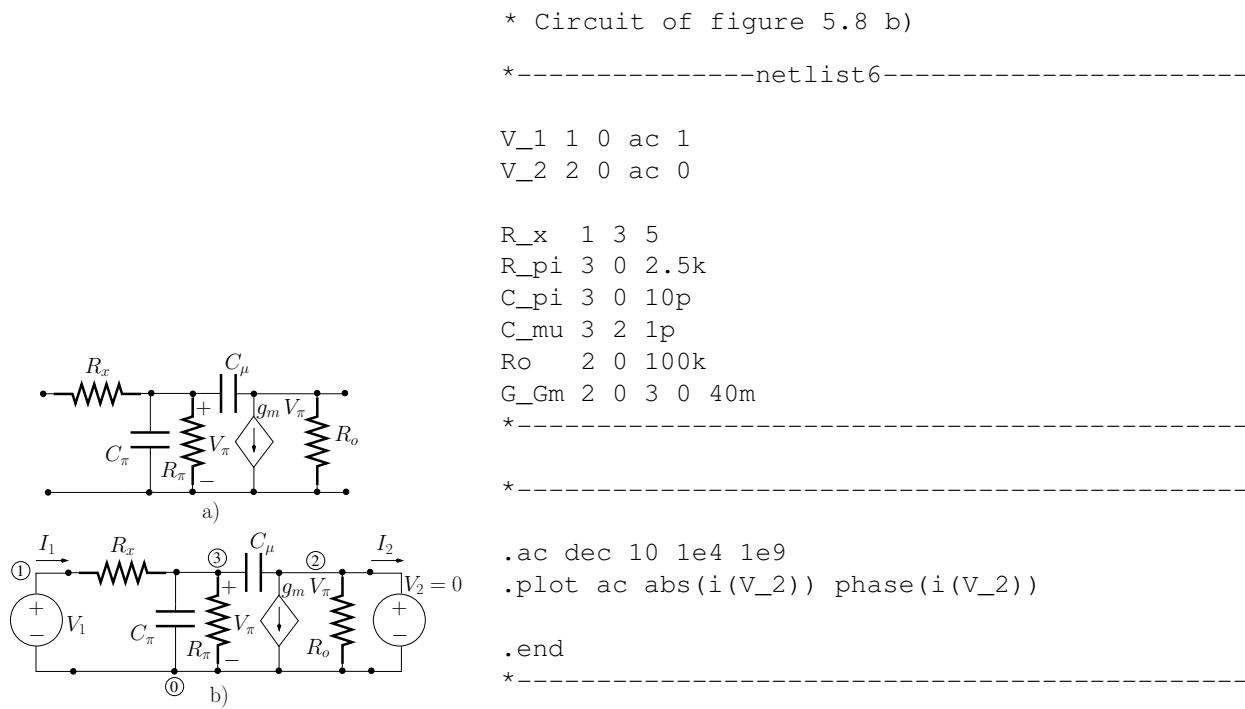 * Circuit of figure 5.8 b)
*---------------netlist6-----------------------
V_1 1 0 ac 1
V_2 2 0 ac 0
R_x 1 3 5
R_pi 3 0 2.5k
C_pi 3 0 10p
C_mu 3 2 1p
Ro 2 0 100k
G_Gm 2 0 3 0 40m
*----------------------------------------------
*----------------------------------------------
.ac dec 10 1e4 1e9
.plot ac abs(i(V_2)) phase(i(V_2))
.end
*----------------------------------------------
R_x C_μ
+ g_m V_π
C_π R_π V_π R_o
−
a)
I_1 R_x ③ C_μ ② I_2
① + g_m V_π V_2 = 0
+ V_1 C_π R_π V_π R_o +
− − −
⓪ b)